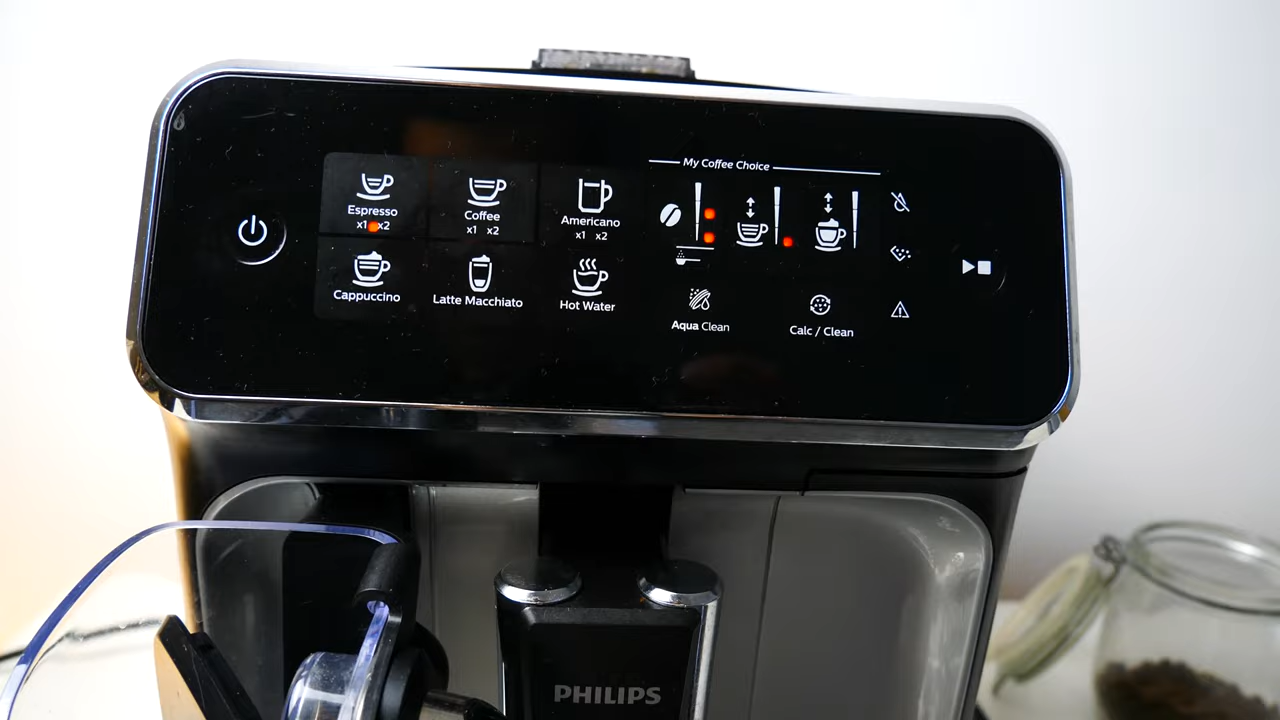 My Coffee Choice
Espresso
x1 x2
Coffee
x1 x2
Americano
x1 x2
Cappuccino
Latte Macchiato
Hot Water
Aqua Clean
Calc / Clean
PHILIPS